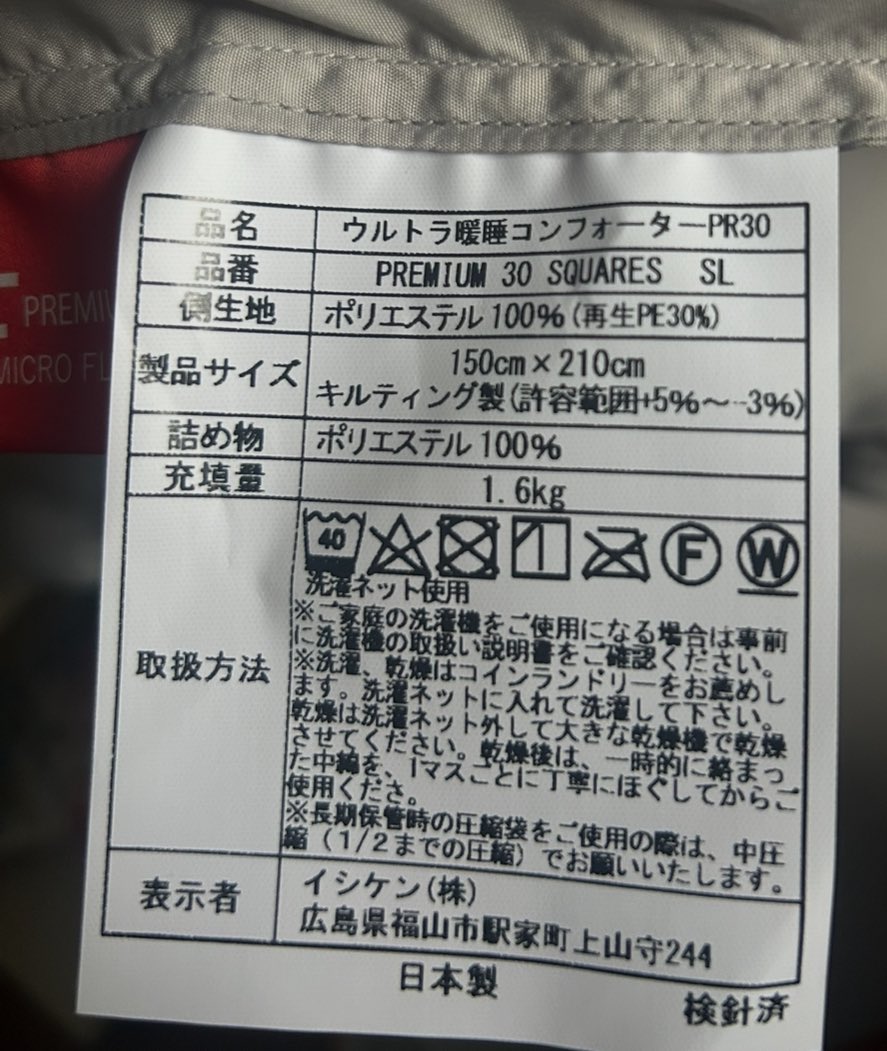 品名 ウルトラ暖睡コンフォーターPR30
品番 PREMIUM 30 SQUARES SL
側生地 ポリエステル100%(再生PE30%)
製品サイズ 150cm×210cm
キルティング製(許容範囲+5%～-3%)
詰め物 ポリエステル100%
充填量 1.6kg
取扱方法
40 F W
洗濯ネット使用
※ご家庭の洗濯機をご使用になる場合は事前
に洗濯機の取扱い説明書をご確認ください。
※洗濯、乾燥はコインランドリーをお薦めし
ます。洗濯ネットに入れて洗濯して下さい。
乾燥は洗濯ネット外して大きな乾燥機で乾燥
させてください。乾燥後は、一時的に絡まっ
た中綿を、1マスごとに丁寧にほぐしてからご
使用くださ。
※長期保管時の圧縮袋をご使用の際は、中圧
縮（1/2までの圧縮）でお願いいたします。
表示者 イシケン(株)
広島県福山市駅家町上山守244
日本製
検針済
PREMIU
MICRO FL